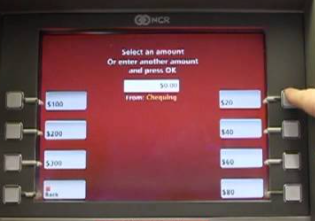 NCR
Select an amount
Or enter another amount
and press OK
$0.00
From: Chequing
$100
$20
$200
$40
$300
$60
Back
$80